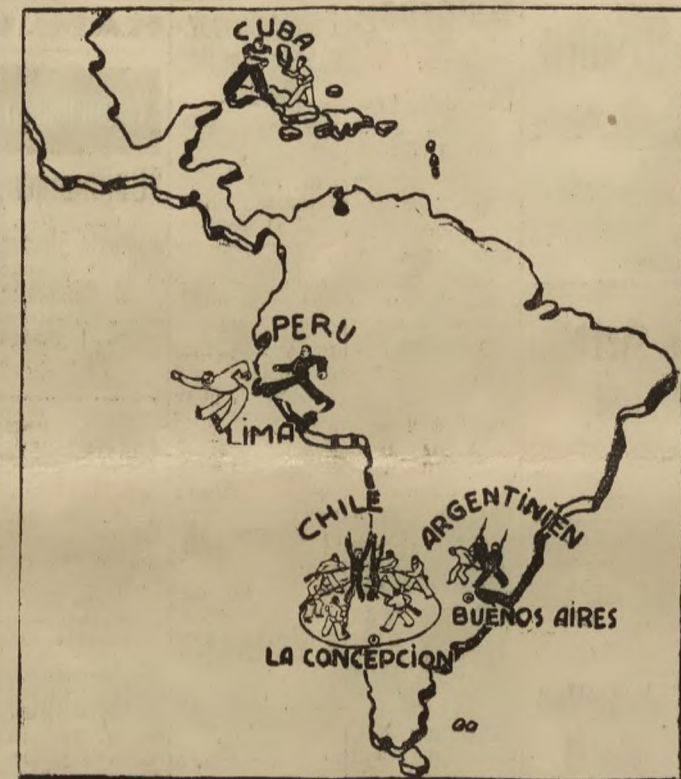 CUBA
PERU
LIMA
CHILE
ARGENTINIEN
BUENOS AIRES
LA CONCEPCION